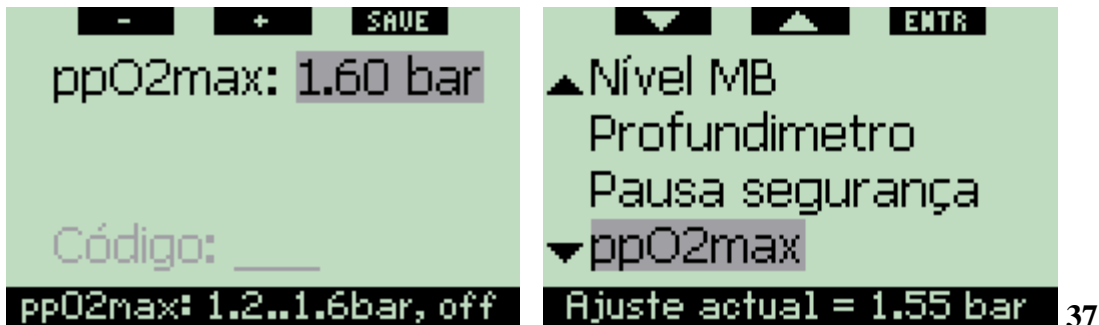 - + SAVE
ppO2max: 1.60 bar
Código: ___
ppO2max: 1.2..1.6bar, off
ENTR
Nível MB
Profundimetro
Pausa segurança
ppO2max
Ajuste actual = 1.55 bar
37